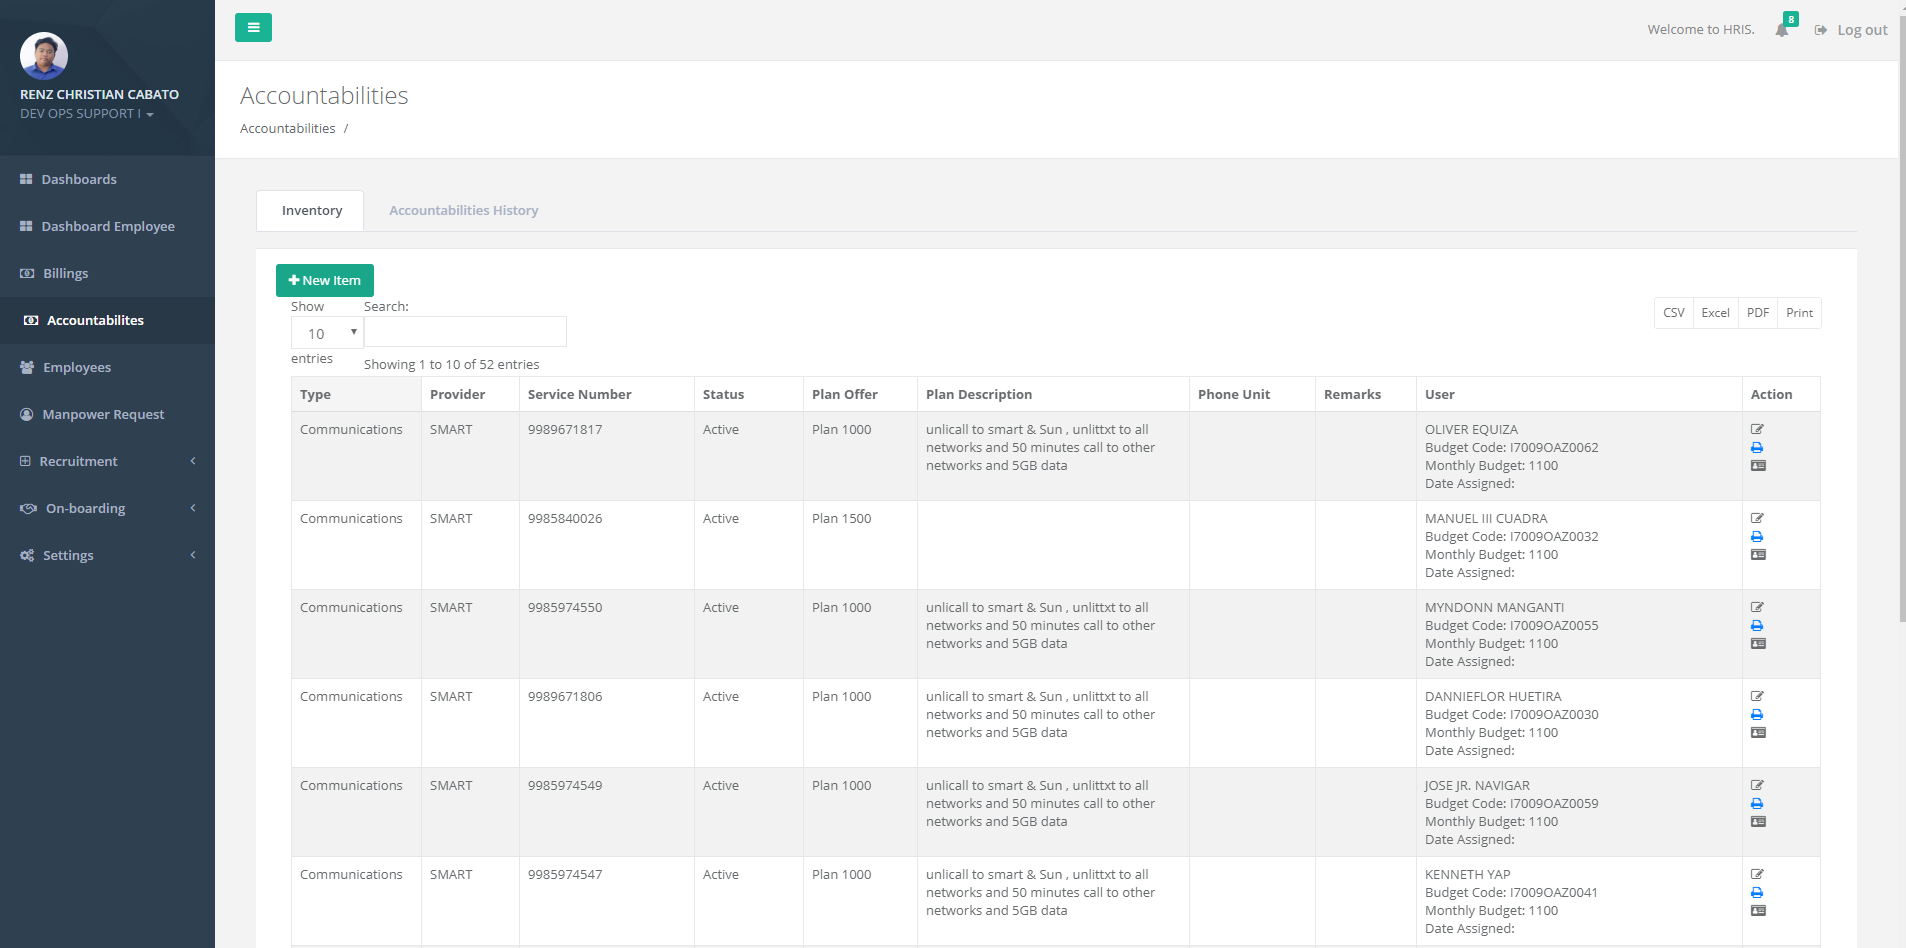 RENZ CHRISTIAN CABATO
DEV OPS SUPPORT I
Dashboards
Dashboard Employee
Billings
Accountabilites
Employees
Manpower Request
Recruitment
On-boarding
Settings
Welcome to HRIS.
8
Log out
Accountabilities
Accountabilities /
Inventory
Accountabilities History
New Item
Show
10
entries
Search:
Showing 1 to 10 of 52 entries
CSV Excel PDF Print
Type Provider Service Number Status Plan Offer Plan Description Phone Unit Remarks User Action
Communications SMART 9989671817 Active Plan 1000 unlicall to smart & Sun , unlittxt to all OLIVER EQUIZA
networks and 50 minutes call to other Budget Code: I7009OAZ0062
networks and 5GB data Monthly Budget: 1100
Date Assigned:
Communications SMART 9985840026 Active Plan 1500 MANUEL III CUADRA
Budget Code: I7009OAZ0032
Monthly Budget: 1100
Date Assigned:
Communications SMART 9985974550 Active Plan 1000 unlicall to smart & Sun , unlittxt to all MYNDONN MANGANTI
networks and 50 minutes call to other Budget Code: I7009OAZ0055
networks and 5GB data Monthly Budget: 1100
Date Assigned:
Communications SMART 9989671806 Active Plan 1000 unlicall to smart & Sun , unlittxt to all DANNIEFLOR HUETIRA
networks and 50 minutes call to other Budget Code: I7009OAZ0030
networks and 5GB data Monthly Budget: 1100
Date Assigned:
Communications SMART 9985974549 Active Plan 1000 unlicall to smart & Sun , unlittxt to all JOSE JR. NAVIGAR
networks and 50 minutes call to other Budget Code: I7009OAZ0059
networks and 5GB data Monthly Budget: 1100
Date Assigned:
Communications SMART 9985974547 Active Plan 1000 unlicall to smart & Sun , unlittxt to all KENNETH YAP
networks and 50 minutes call to other Budget Code: I7009OAZ0041
networks and 5GB data Monthly Budget: 1100
Date Assigned: